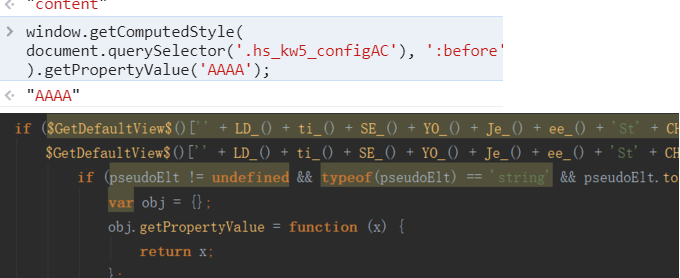 "content"
window.getComputedStyle(
document.querySelector('.hs_kw5_configAC'), ':before'
).getPropertyValue('AAAA');
"AAAA"
if ($GetDefaultView$()['' + LD_() + ti_() + SE_() + YO_() + Je_() + ee_() + 'St' + CH
$GetDefaultView$()['' + LD_() + ti_() + SE_() + YO_() + Je_() + ee_() + 'St' + CH
if (pseudoElt != undefined && typeof(pseudoElt) == 'string' && pseudoElt.to
var obj = {};
obj.getPropertyValue = function (x) {
return x;
};